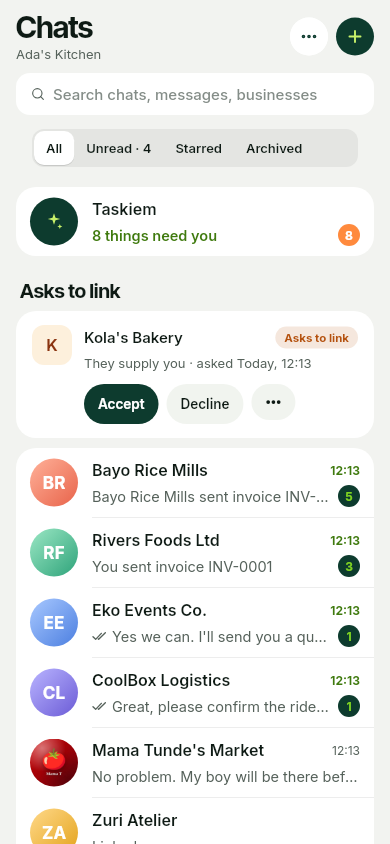 Chats
Ada's Kitchen
Search chats, messages, businesses
All Unread · 4 Starred Archived
Taskiem
8 things need you 8
Asks to link
K Kola's Bakery Asks to link
They supply you · asked Today, 12:13
Accept Decline
BR Bayo Rice Mills 12:13
Bayo Rice Mills sent invoice INV-... 5
RF Rivers Foods Ltd 12:13
You sent invoice INV-0001 3
EE Eko Events Co. 12:13
Yes we can. I'll send you a qu... 1
CL CoolBox Logistics 12:13
Great, please confirm the ride... 1
Mama Tunde's Market 12:13
Mama T
No problem. My boy will be there bef...
ZA Zuri Atelier